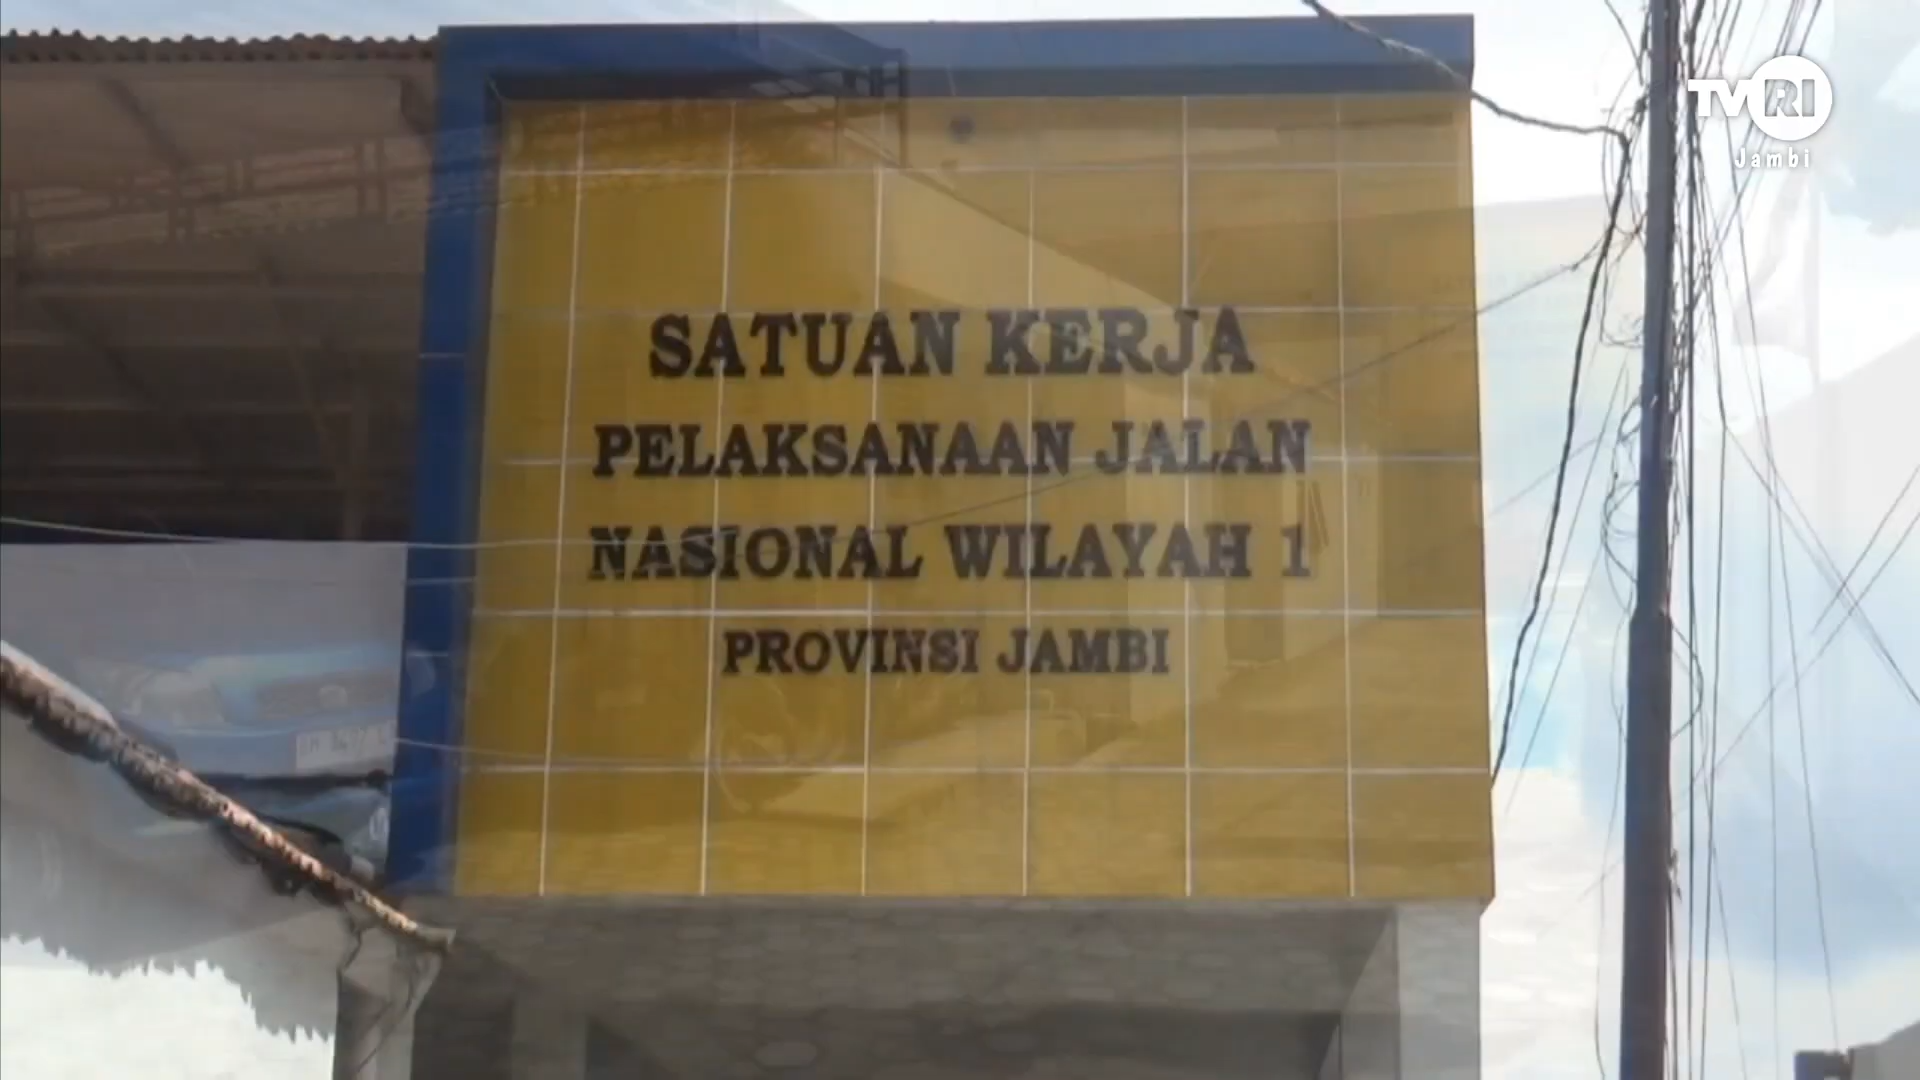 TVRI
Jambi
SATUAN KERJA
PELAKSANAAN JALAN
NASIONAL WILAYAH 1
PROVINSI JAMBI